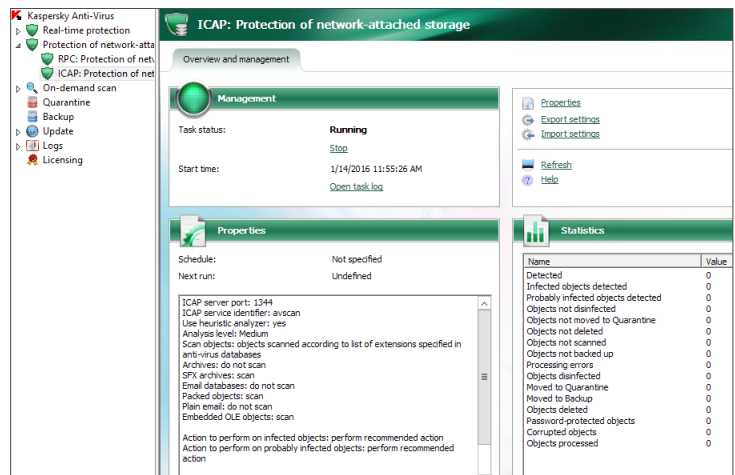 Kaspersky Anti-Virus
Real-time protection
Protection of network-atta
RPC: Protection of netw
ICAP: Protection of net
On-demand scan
Quarantine
Backup
Update
Logs
Licensing
ICAP: Protection of network-attached storage
Overview and management
Management
Task status: Running
Stop
Start time: 1/14/2016 11:55:26 AM
Open task log
Properties
Export settings
Import settings
Refresh
Help
Properties
Schedule: Not specified
Next run: Undefined
ICAP server port: 1344
ICAP service identifier: avscan
Use heuristic analyzer: yes
Analysis level: Medium
Scan objects: objects scanned according to list of extensions specified in
anti-virus databases
Archives: do not scan
SFX archives: scan
Email databases: do not scan
Packed objects: scan
Plain email: do not scan
Embedded OLE objects: scan
Action to perform on infected objects: perform recommended action
Action to perform on probably infected objects: perform recommended
action
Statistics
Name Value
Detected 0
Infected objects detected 0
Probably infected objects detected 0
Objects not disinfected 0
Objects not moved to Quarantine 0
Objects not deleted 0
Objects not scanned 0
Objects not backed up 0
Processing errors 0
Objects disinfected 0
Moved to Quarantine 0
Moved to Backup 0
Objects deleted 0
Password-protected objects 0
Corrupted objects 0
Objects processed 0